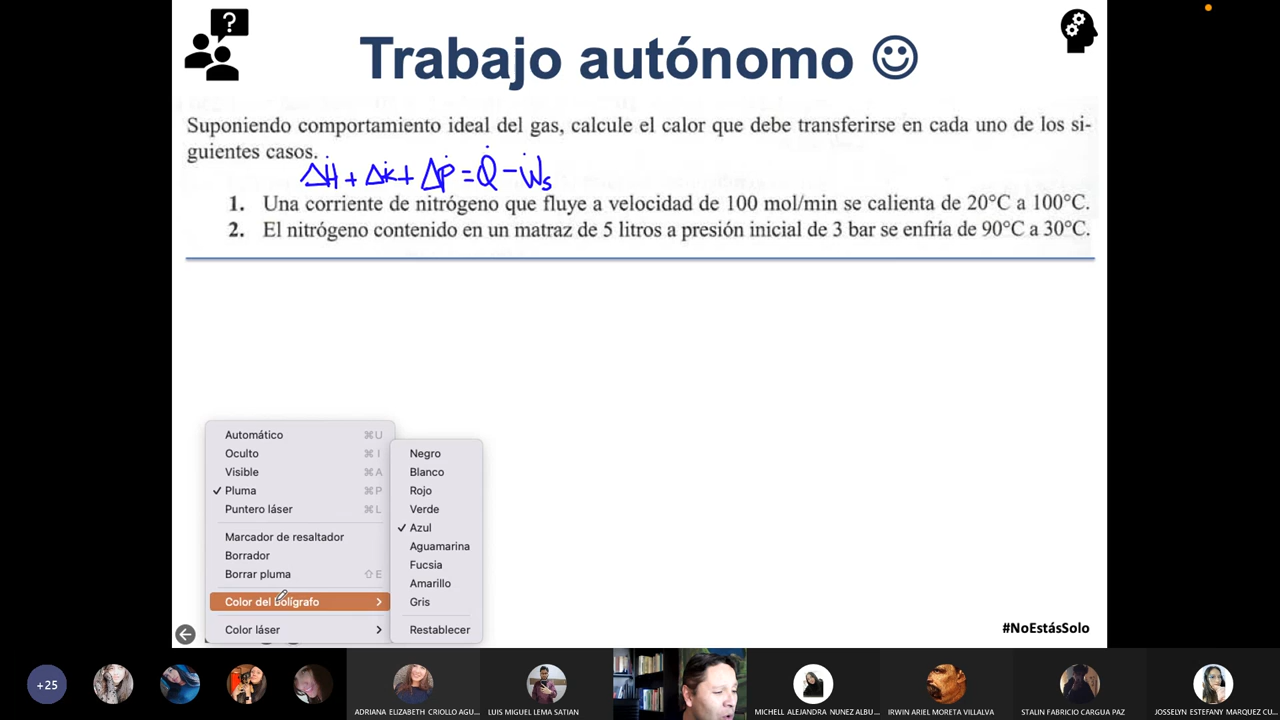 Trabajo autónomo
Suponiendo comportamiento ideal del gas, calcule el calor que debe transferirse en cada uno de los si-
guientes casos.
ΔḢ + Δk̇ + Δṗ = Q̇ - Ẇs
1. Una corriente de nitrógeno que fluye a velocidad de 100 mol/min se calienta de 20°C a 100°C.
2. El nitrógeno contenido en un matraz de 5 litros a presión inicial de 3 bar se enfría de 90°C a 30°C.
Automático ⌘U
Oculto ⌘I
Visible ⌘A
✓ Pluma ⌘P
Puntero láser ⌘L
Marcador de resaltador
Borrador
Borrar pluma ⇧E
Color del bolígrafo >
Color láser >
Negro
Blanco
Rojo
Verde
✓ Azul
Aguamarina
Fucsia
Amarillo
Gris
Restablecer
#NoEstásSolo
+25
ADRIANA ELIZABETH CRIOLLO AGU...
LUIS MIGUEL LEMA SATIAN
MICHELL ALEJANDRA NUNEZ ALBU...
IRWIN ARIEL MORETA VILLALVA
STALIN FABRICIO CARGUA PAZ
JOSSELYN ESTEFANY MARQUEZ CU...